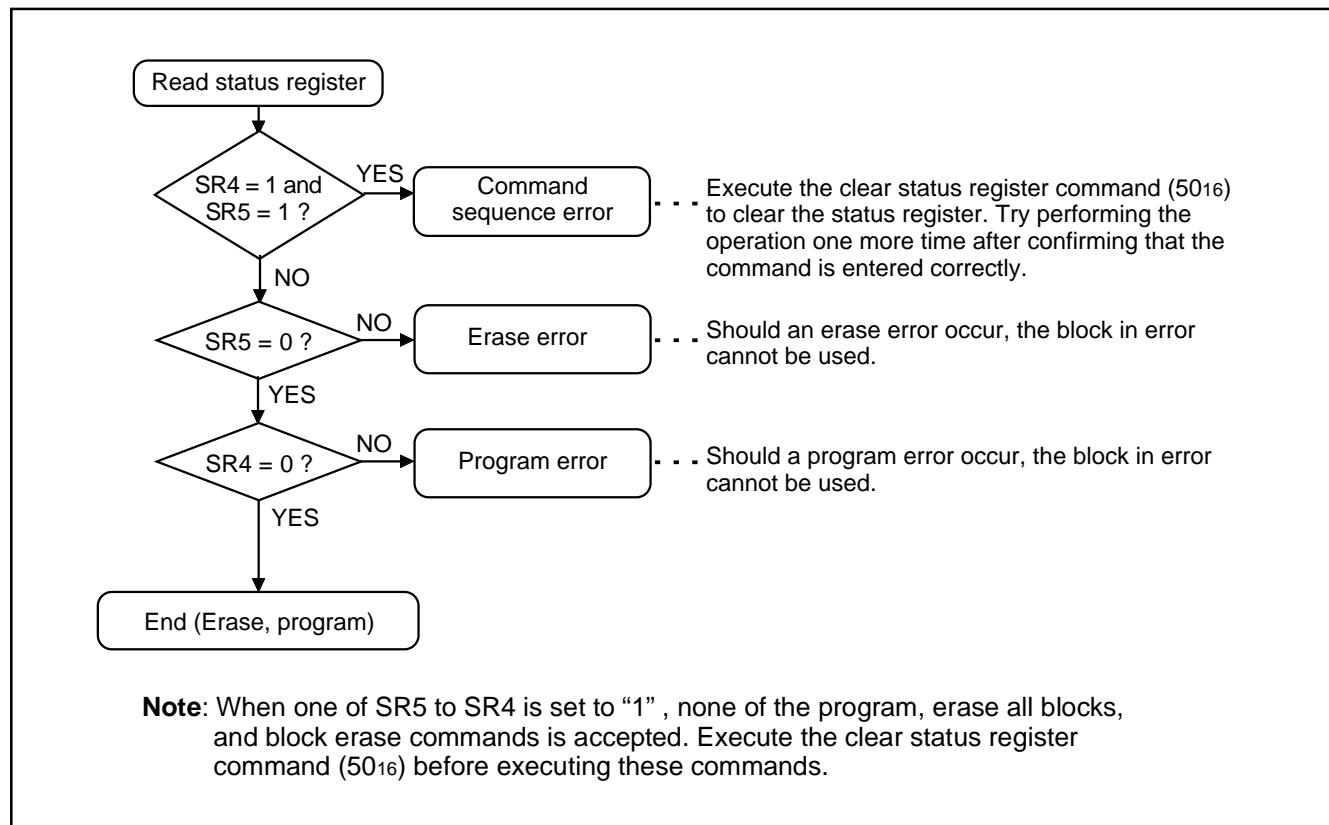 Read status register
SR4 = 1 and
SR5 = 1 ?
YES
Command
sequence error
Execute the clear status register command (5016)
to clear the status register. Try performing the
operation one more time after confirming that the
command is entered correctly.
NO
SR5 = 0 ?
NO
Erase error
Should an erase error occur, the block in error
cannot be used.
YES
SR4 = 0 ?
NO
Program error
Should a program error occur, the block in error
cannot be used.
YES
End (Erase, program)
Note: When one of SR5 to SR4 is set to “1” , none of the program, erase all blocks,
and block erase commands is accepted. Execute the clear status register
command (5016) before executing these commands.